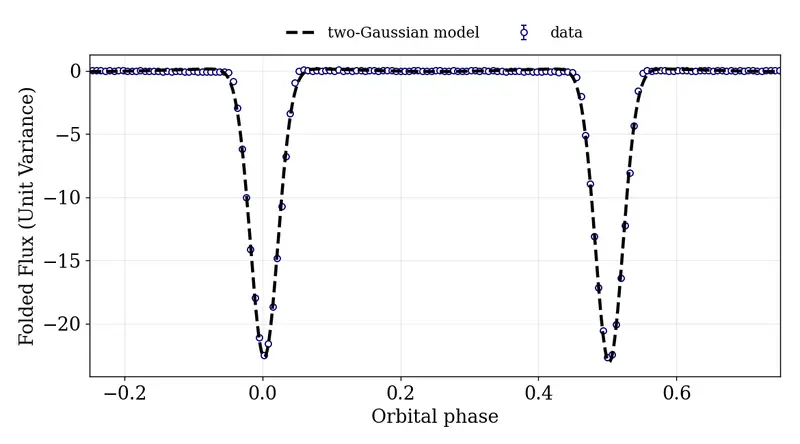 two-Gaussian model
data
Folded Flux (Unit Variance)
0
−5
−10
−15
−20
−0.2
0.0
0.2
0.4
0.6
Orbital phase